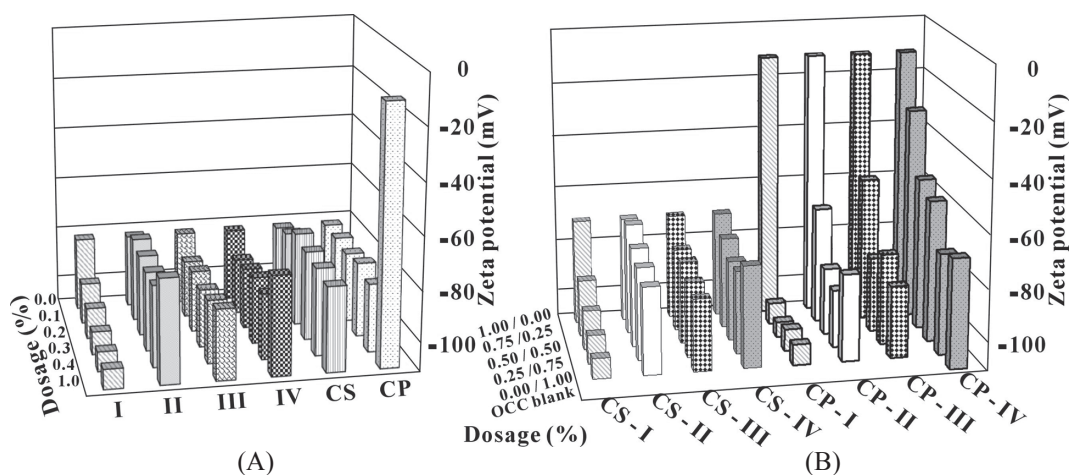 0
-20
-40
-60
-80
-100
Zeta potential (mV)
0.0
0.1
0.2
0.3
0.4
1.0
Dosage (%)
I II III IV CS CP
(A)
0
-20
-40
-60
-80
-100
Zeta potential (mV)
1.00 / 0.00
0.75 / 0.25
0.50 / 0.50
0.25 / 0.75
0.00 / 1.00
OCC blank
Dosage (%)
CS - I
CS - II
CS - III
CS - IV
CP - I
CP - II
CP - III
CP - IV
(B)